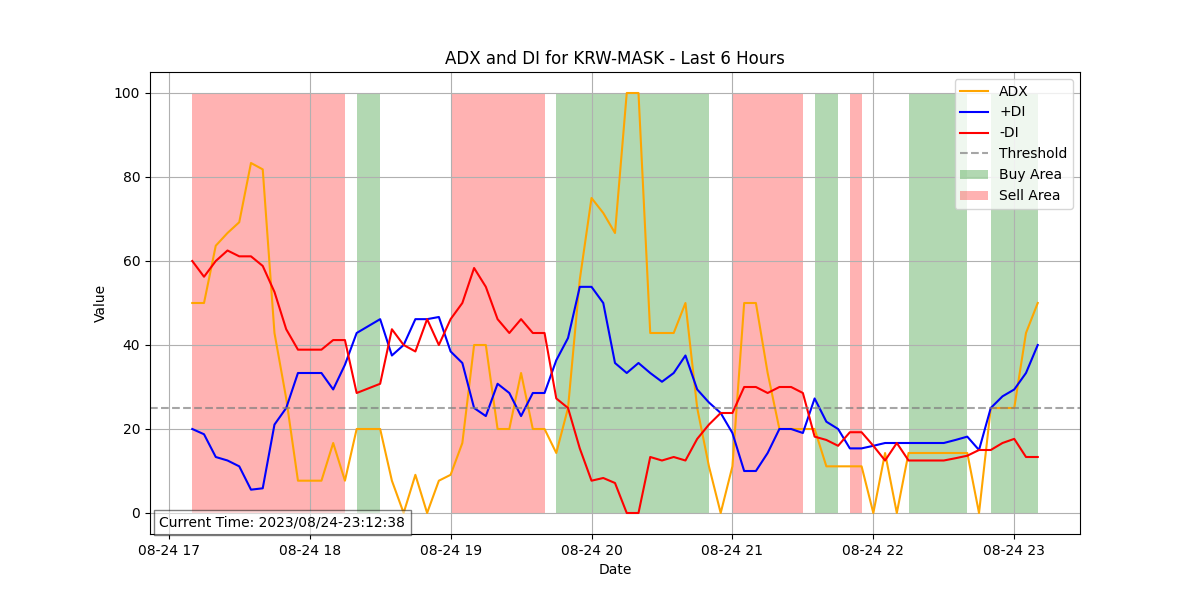 ADX and DI for KRW-MASK - Last 6 Hours
100
80
60
40
20
0
Value
ADX
+DI
-DI
Threshold
Buy Area
Sell Area
Current Time: 2023/08/24-23:12:38
08-24 17
08-24 18
08-24 19
08-24 20
08-24 21
08-24 22
08-24 23
Date